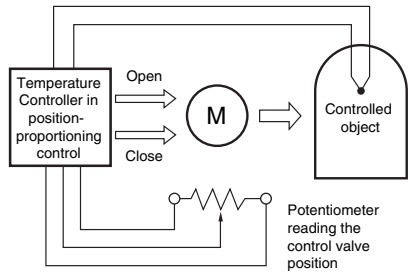 Temperature
Controller in
position-
proportioning
control
Open
Close
M
Controlled
object
Potentiometer
reading the
control valve
position